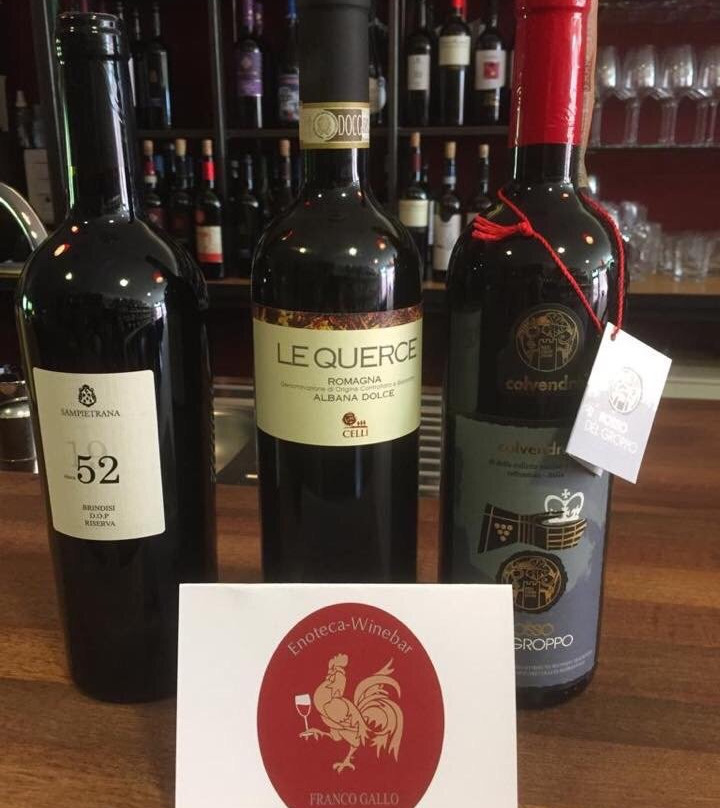 SAMPIETRANA
1952
BRINDISI
D.O.P
RISERVA
DOCG
LE QUERCE
ROMAGNA
Denominazione di Origine Controllata e Garantita
ALBANA DOLCE
CELLI
colvendrà
colvendrà
ROSSO
DEL GROPPO
ROSSO
GROPPO
Enoteca-Winebar
FRANCO GALLO